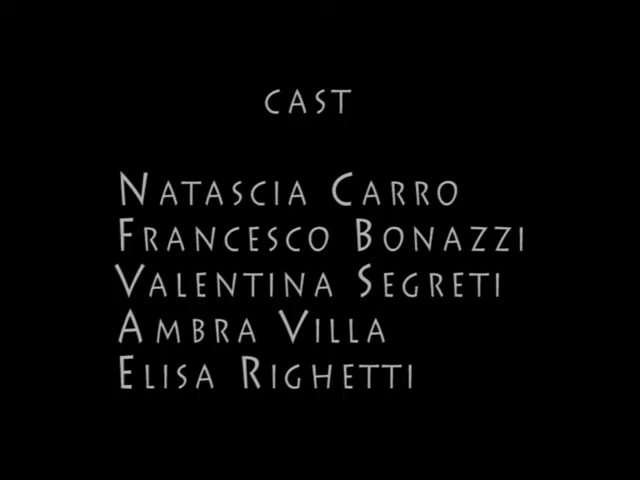 CAST
NATASCIA CARRO
FRANCESCO BONAZZI
VALENTINA SEGRETI
AMBRA VILLA
ELISA RIGHETTI